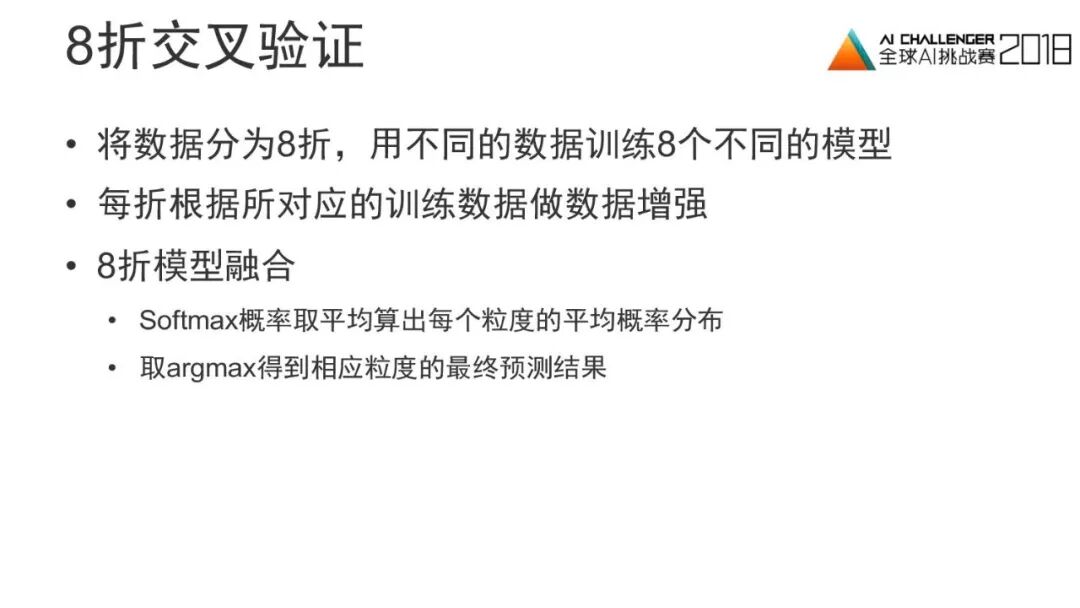 8折交叉验证
AI CHALLENGER
全球AI挑战赛
2018
• 将数据分为8折，用不同的数据训练8个不同的模型
• 每折根据所对应的训练数据做数据增强
• 8折模型融合
• Softmax概率取平均算出每个粒度的平均概率分布
• 取argmax得到相应粒度的最终预测结果